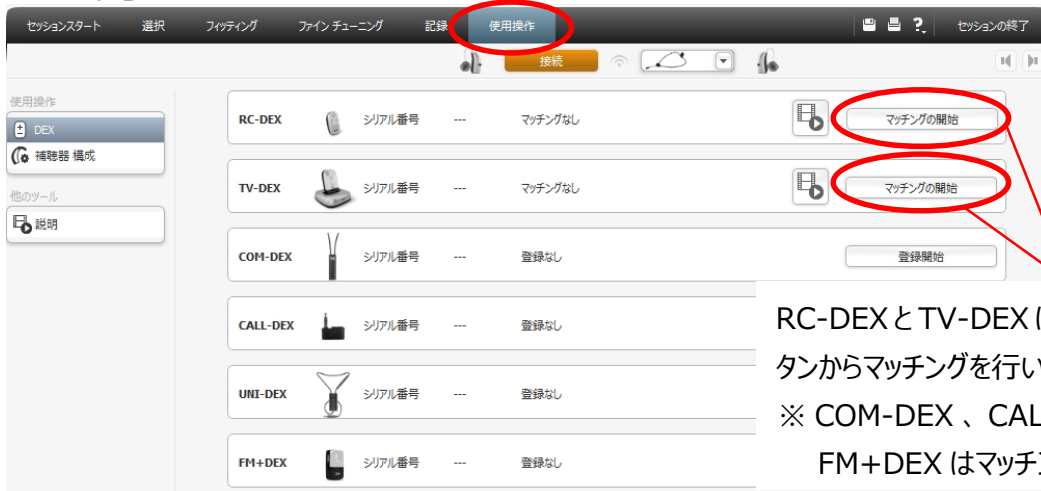 セッションスタート 選択 フィッティング ファイン チューニング 記録 使用操作 セッションの終了
接続
使用操作
DEX
補聴器 構成
他のツール
説明
RC-DEX シリアル番号 --- マッチングなし マッチングの開始
TV-DEX シリアル番号 --- マッチングなし マッチングの開始
COM-DEX シリアル番号 --- 登録なし 登録開始
CALL-DEX シリアル番号 --- 登録なし
UNI-DEX シリアル番号 --- 登録なし
FM+DEX シリアル番号 --- 登録なし
RC-DEXとTV-DEX
タンからマッチングを行い
※ COM-DEX 、CAL
FM+DEX はマッチ